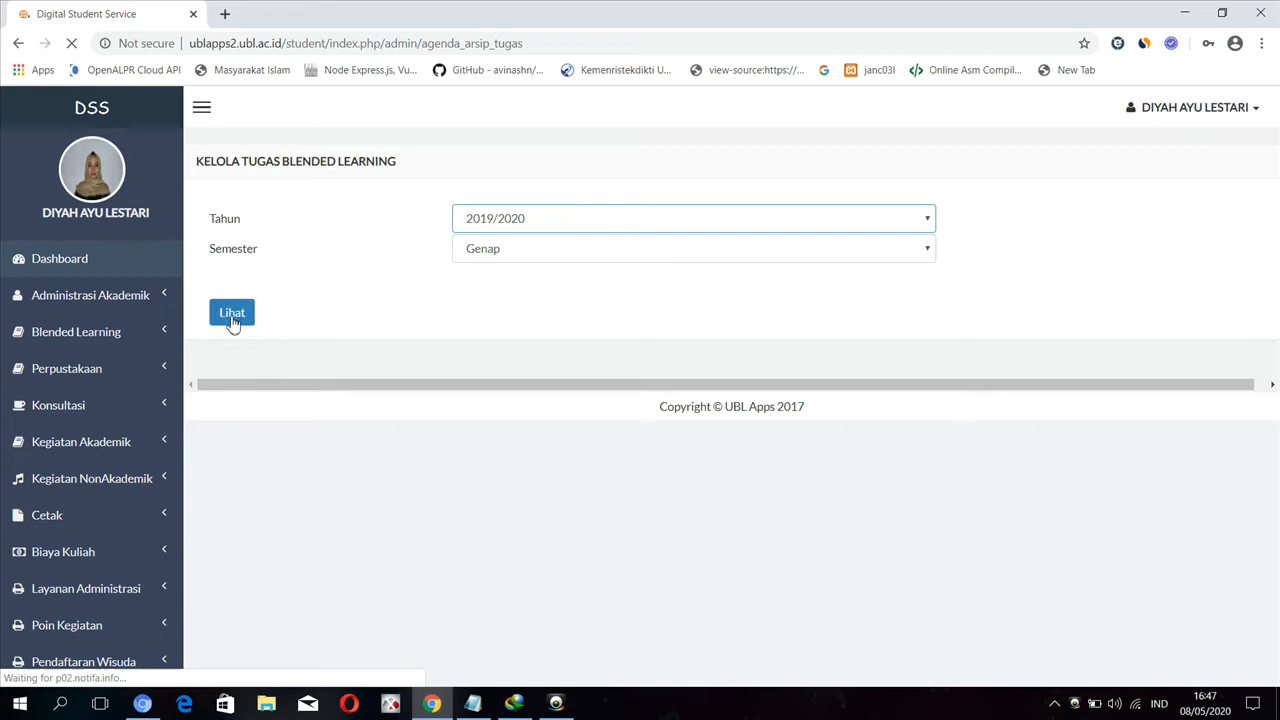 Digital Student Service
Not secure ublapps2.ubl.ac.id/student/index.php/admin/agenda_arsip_tugas
Apps OpenALPR Cloud API Masyarakat Islam Node Express.js, Vu... GitHub - avinashn/... Kemenristekdikti U... view-source:https://... janc03l Online Asm Compil... New Tab
DSS
DIYAH AYU LESTARI
DIYAH AYU LESTARI
Dashboard
Administrasi Akademik
Blended Learning
Perpustakaan
Konsultasi
Kegiatan Akademik
Kegiatan NonAkademik
Cetak
Biaya Kuliah
Layanan Administrasi
Poin Kegiatan
Pendaftaran Wisuda
KELOLA TUGAS BLENDED LEARNING
Tahun 2019/2020
Semester Genap
Lihat
Copyright © UBL Apps 2017
Waiting for p02.notifa.info...
IND
16:47
08/05/2020